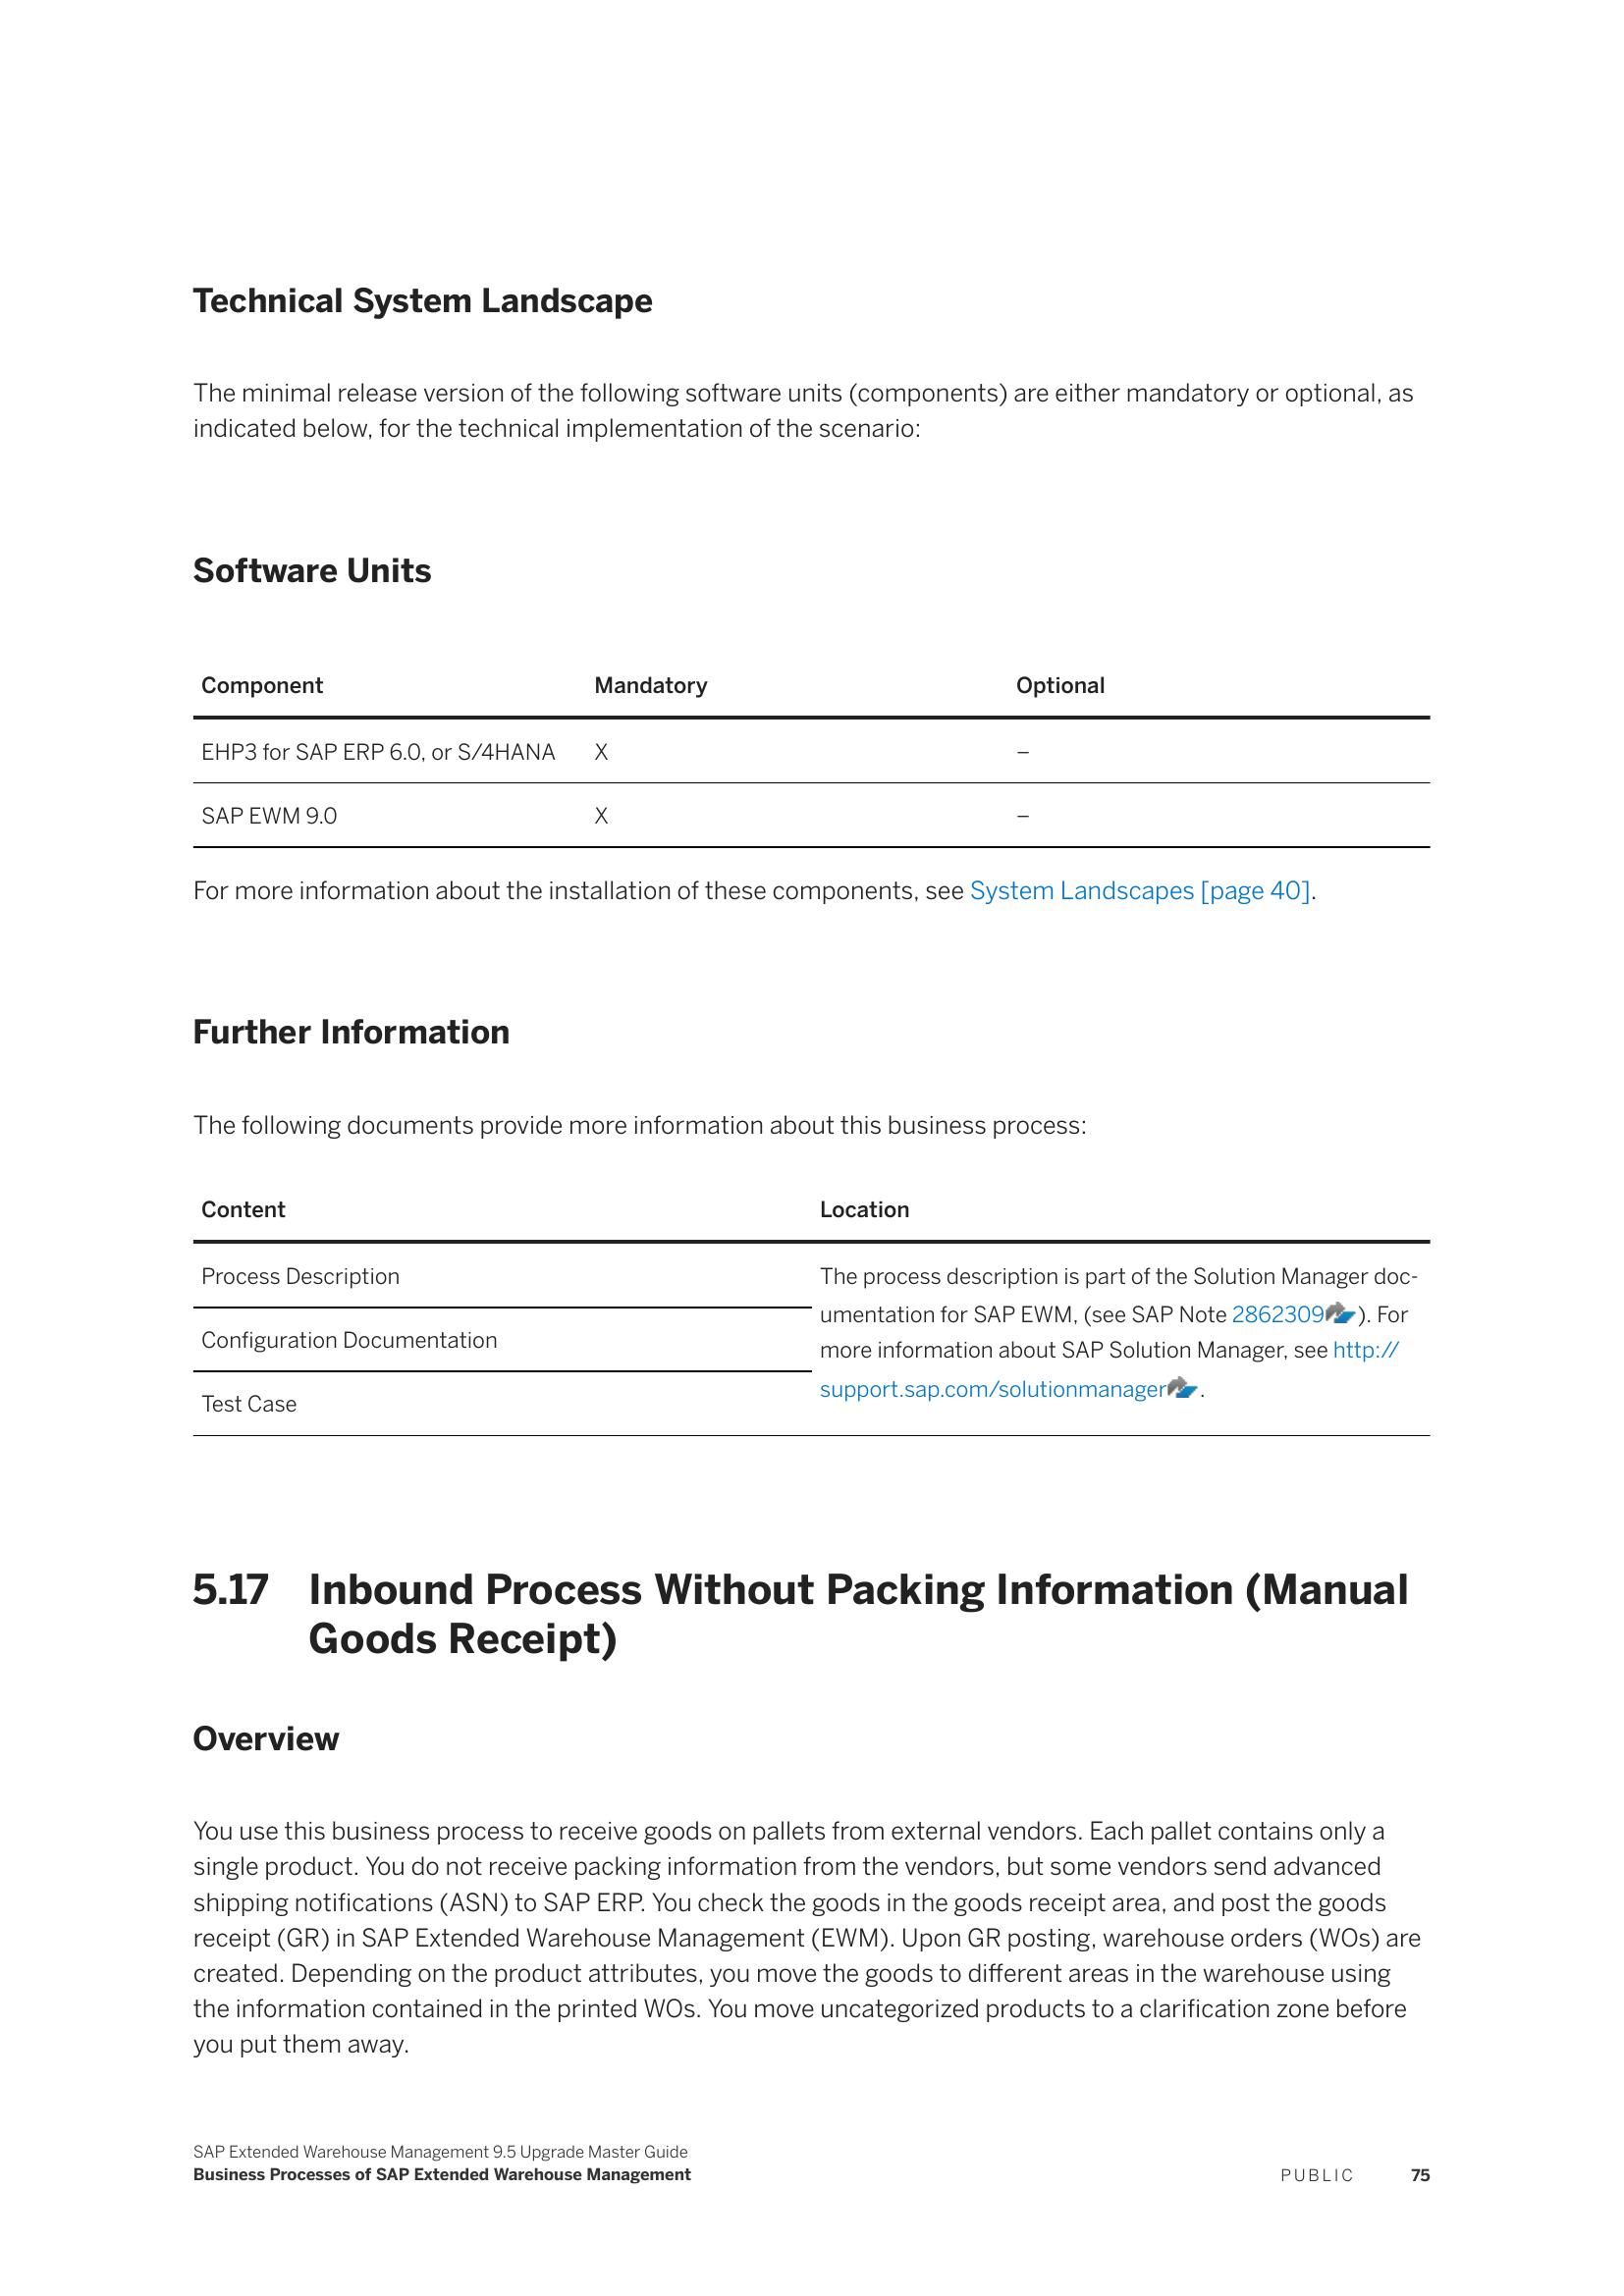 Technical System Landscape
The minimal release version of the following software units (components) are either mandatory or optional, as
indicated below, for the technical implementation of the scenario:
Software Units
Component Mandatory Optional
EHP3 for SAP ERP 6.0, or S/4HANA X –
SAP EWM 9.0 X –
For more information about the installation of these components, see System Landscapes [page 40].
Further Information
The following documents provide more information about this business process:
Content Location
Process Description
Configuration Documentation
Test Case
The process description is part of the Solution Manager doc-
umentation for SAP EWM, (see SAP Note 2862309). For
more information about SAP Solution Manager, see http://
support.sap.com/solutionmanager.
5.17 Inbound Process Without Packing Information (Manual
Goods Receipt)
Overview
You use this business process to receive goods on pallets from external vendors. Each pallet contains only a
single product. You do not receive packing information from the vendors, but some vendors send advanced
shipping notifications (ASN) to SAP ERP. You check the goods in the goods receipt area, and post the goods
receipt (GR) in SAP Extended Warehouse Management (EWM). Upon GR posting, warehouse orders (WOs) are
created. Depending on the product attributes, you move the goods to different areas in the warehouse using
the information contained in the printed WOs. You move uncategorized products to a clarification zone before
you put them away.
SAP Extended Warehouse Management 9.5 Upgrade Master Guide
Business Processes of SAP Extended Warehouse Management PUBLIC 75